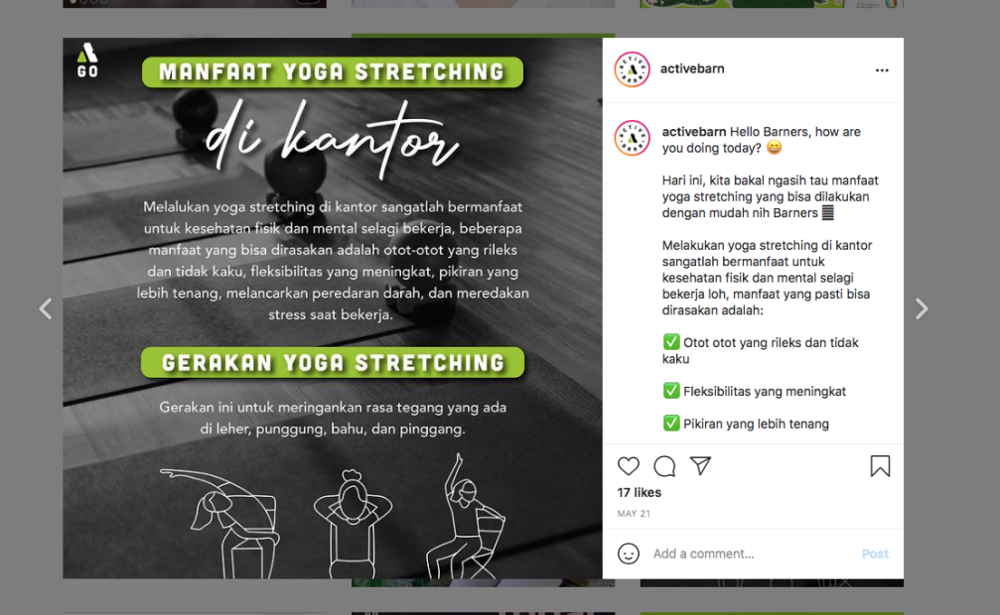 GO
MANFAAT YOGA STRETCHING
di kantor
Melalukan yoga stretching di kantor sangatlah bermanfaat
untuk kesehatan fisik dan mental selagi bekerja, beberapa
manfaat yang bisa dirasakan adalah otot-otot yang rileks
dan tidak kaku, fleksibilitas yang meningkat, pikiran yang
lebih tenang, melancarkan peredaran darah, dan meredakan
stress saat bekerja.
GERAKAN YOGA STRETCHING
Gerakan ini untuk meringankan rasa tegang yang ada
di leher, punggung, bahu, dan pinggang.
activebarn
activebarn Hello Barners, how are
you doing today? 😄
Hari ini, kita bakal ngasih tau manfaat
yoga stretching yang bisa dilakukan
dengan mudah nih Barners
Melakukan yoga stretching di kantor
sangatlah bermanfaat untuk
kesehatan fisik dan mental selagi
bekerja loh, manfaat yang pasti bisa
dirasakan adalah:
✅ Otot otot yang rileks dan tidak
kaku
✅ Fleksibilitas yang meningkat
✅ Pikiran yang lebih tenang
17 likes
MAY 21
Add a comment...
Post